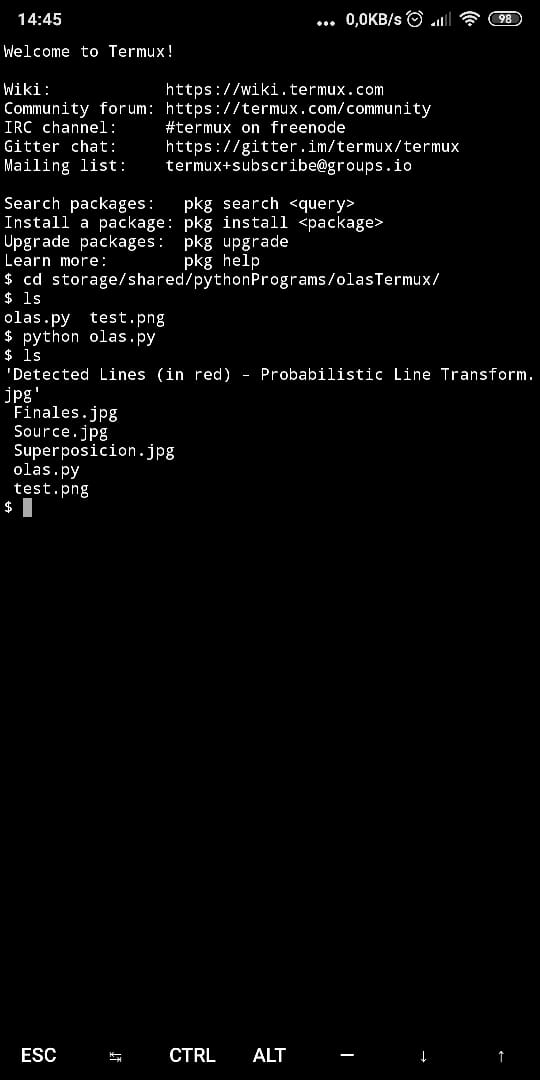 14:45 ... 0,0KB/s 98
Welcome to Termux!
Wiki: https://wiki.termux.com
Community forum: https://termux.com/community
IRC channel: #termux on freenode
Gitter chat: https://gitter.im/termux/termux
Mailing list: termux+subscribe@groups.io
Search packages: pkg search <query>
Install a package: pkg install <package>
Upgrade packages: pkg upgrade
Learn more: pkg help
$ cd storage/shared/pythonPrograms/olasTermux/
$ ls
olas.py  test.png
$ python olas.py
$ ls
'Detected Lines (in red) - Probabilistic Line Transform.
jpg'
Finales.jpg
Source.jpg
Superposicion.jpg
olas.py
test.png
$
ESC ↹ CTRL ALT — ↓ ↑